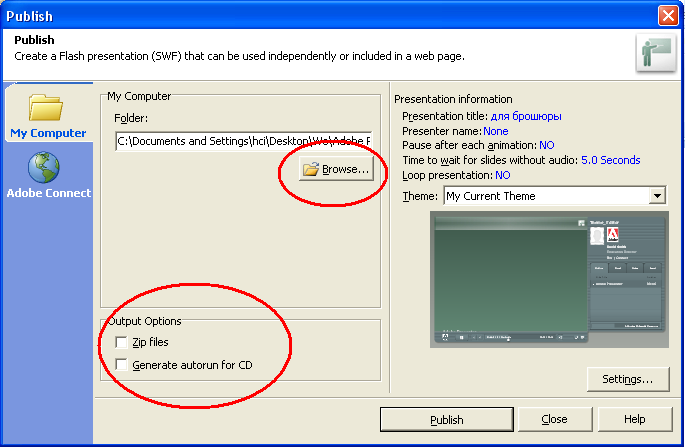 Publish
Publish
Create a Flash presentation (SWF) that can be used independently or included in a web page.
My Computer
Adobe Connect
My Computer
Folder:
C:\Documents and Settings\hci\Desktop\We\Adobe F
Browse...
Output Options
Zip files
Generate autorun for CD
Presentation information
Presentation title: для брошюры
Presenter name: None
Pause after each animation: NO
Time to wait for slides without audio: 5.0 Seconds
Loop presentation: NO
Theme: My Current Theme
Settings...
Publish
Close
Help